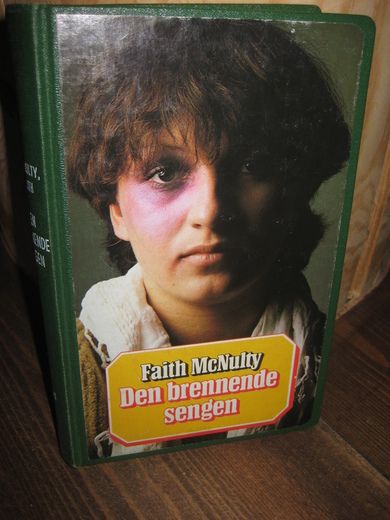 Faith McNulty
Den brennende
sengen